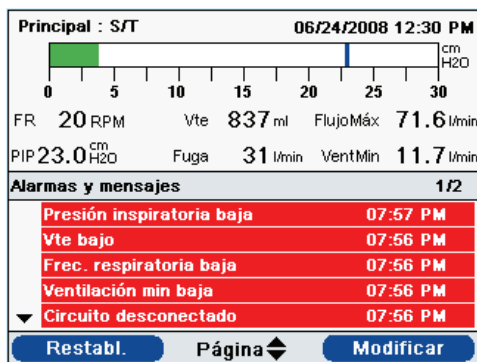 Principal : S/T 06/24/2008 12:30 PM
cm
H2O
0 5 10 15 20 25 30
FR 20 RPM Vte 837 ml FlujoMáx 71.6 l/min
PIP 23.0 cm H2O Fuga 31 l/min VentMin 11.7 l/min
Alarmas y mensajes 1/2
Presión inspiratoria baja 07:57 PM
Vte bajo 07:56 PM
Frec. respiratoria baja 07:56 PM
Ventilación min baja 07:56 PM
Circuito desconectado 07:56 PM
Restabl. Página Modificar